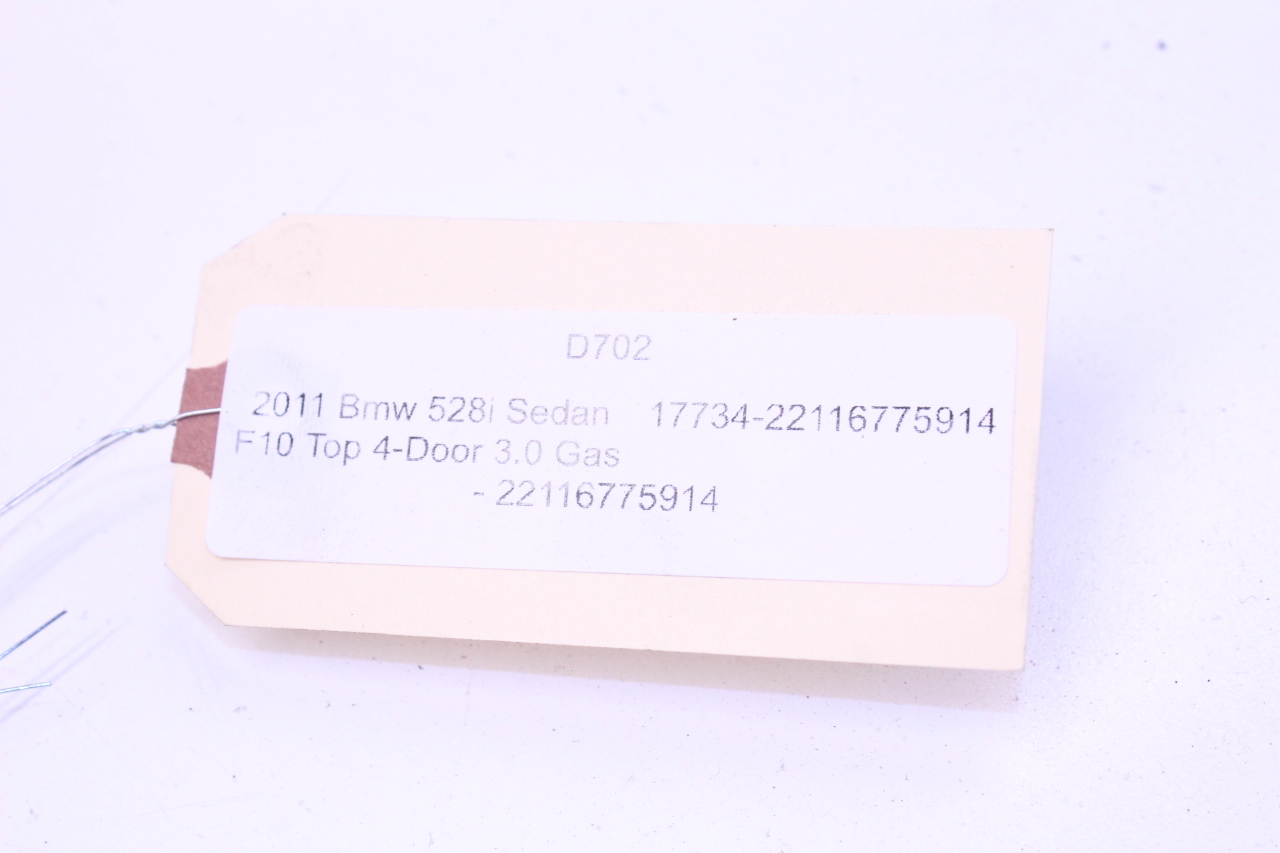 D702
2011 Bmw 528i Sedan 17734-22116775914
F10 Top 4-Door 3.0 Gas
- 22116775914